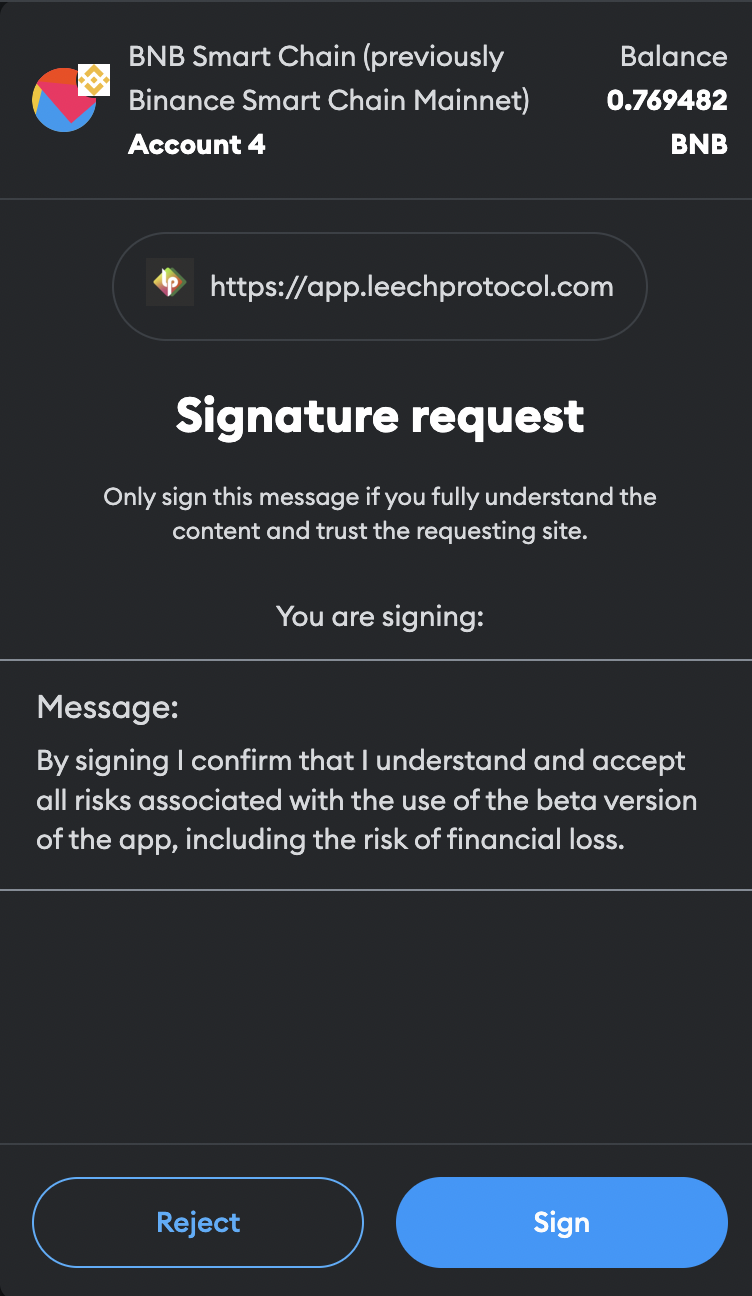 BNB Smart Chain (previously
Binance Smart Chain Mainnet)
Account 4
Balance
0.769482
BNB
lp
https://app.leechprotocol.com
Signature request
Only sign this message if you fully understand the
content and trust the requesting site.
You are signing:
Message:
By signing I confirm that I understand and accept
all risks associated with the use of the beta version
of the app, including the risk of financial loss.
Reject
Sign